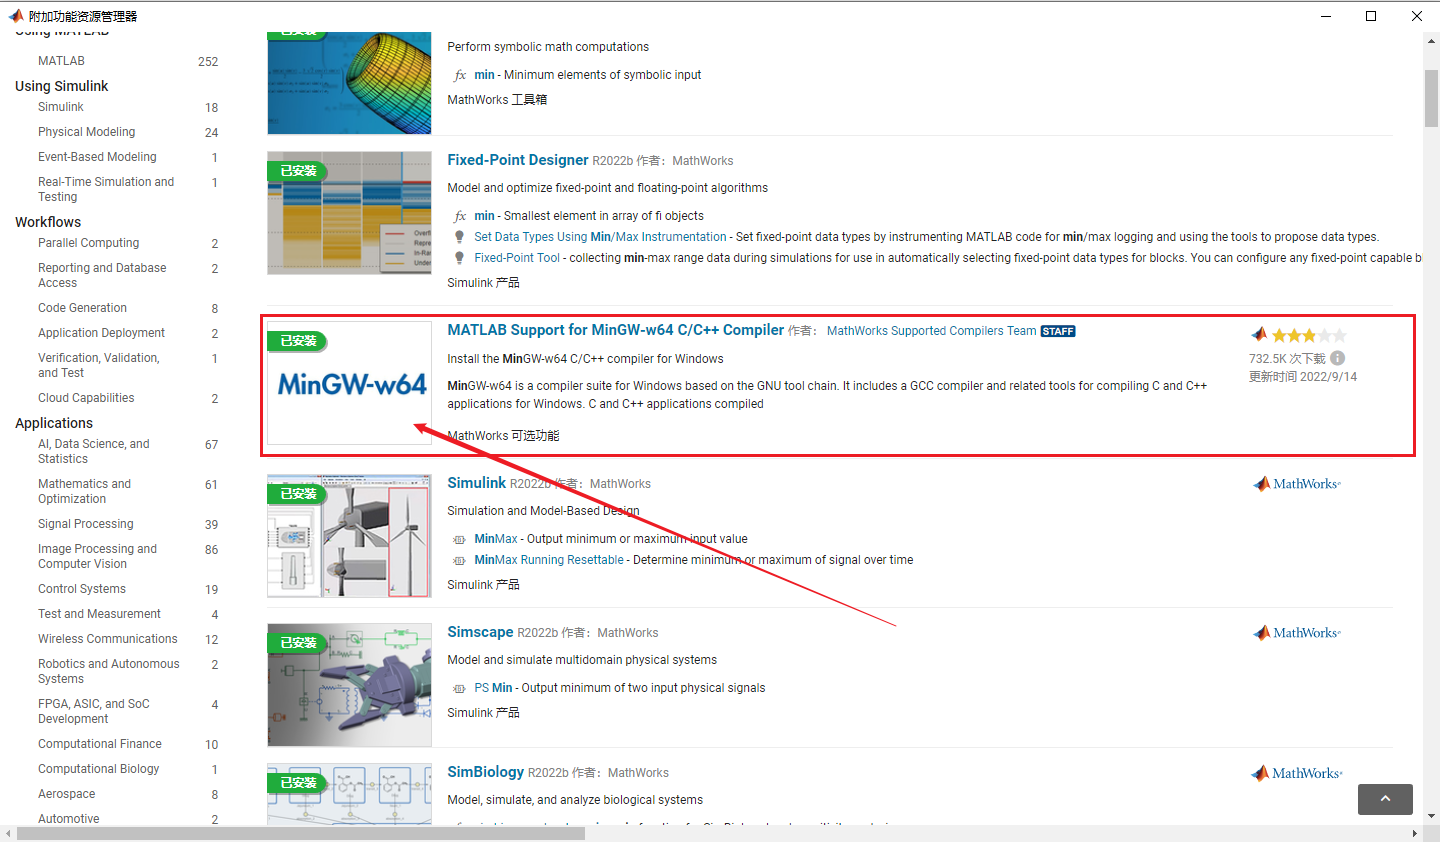 附加功能资源管理器
Using MATLAB
MATLAB 252
Using Simulink
Simulink 18
Physical Modeling 24
Event-Based Modeling 1
Real-Time Simulation and 1
Testing
Workflows
Parallel Computing 2
Reporting and Database 2
Access
Code Generation 8
Application Deployment 2
Verification, Validation, 1
and Test
Cloud Capabilities 2
Applications
AI, Data Science, and 67
Statistics
Mathematics and 61
Optimization
Signal Processing 39
Image Processing and 86
Computer Vision
Control Systems 19
Test and Measurement 4
Wireless Communications 12
Robotics and Autonomous 2
Systems
FPGA, ASIC, and SoC 4
Development
Computational Finance 10
Computational Biology 1
Aerospace 8
Automotive 2
已安装
Perform symbolic math computations
fx min - Minimum elements of symbolic input
MathWorks 工具箱
已安装
Fixed-Point Designer R2022b 作者： MathWorks
Model and optimize fixed-point and floating-point algorithms
fx min - Smallest element in array of fi objects
Set Data Types Using Min/Max Instrumentation - Set fixed-point data types by instrumenting MATLAB code for min/max logging and using the tools to propose data types.
Fixed-Point Tool - collecting min-max range data during simulations for use in automatically selecting fixed-point data types for blocks. You can configure any fixed-point capable b
Simulink 产品
已安装
MinGW-w64
MATLAB Support for MinGW-w64 C/C++ Compiler 作者： MathWorks Supported Compilers Team STAFF
Install the MinGW-w64 C/C++ compiler for Windows
MinGW-w64 is a compiler suite for Windows based on the GNU tool chain. It includes a GCC compiler and related tools for compiling C and C++
applications for Windows. C and C++ applications compiled
MathWorks 可选功能
732.5K 次下载
更新时间 2022/9/14
已安装
Simulink R2022b 作者： MathWorks
Simulation and Model-Based Design
MinMax - Output minimum or maximum input value
MinMax Running Resettable - Determine minimum or maximum of signal over time
Simulink 产品
MathWorks
已安装
Simscape R2022b 作者： MathWorks
Model and simulate multidomain physical systems
PS Min - Output minimum of two input physical signals
Simulink 产品
MathWorks
已安装
SimBiology R2022b 作者： MathWorks
Model, simulate, and analyze biological systems
MathWorks